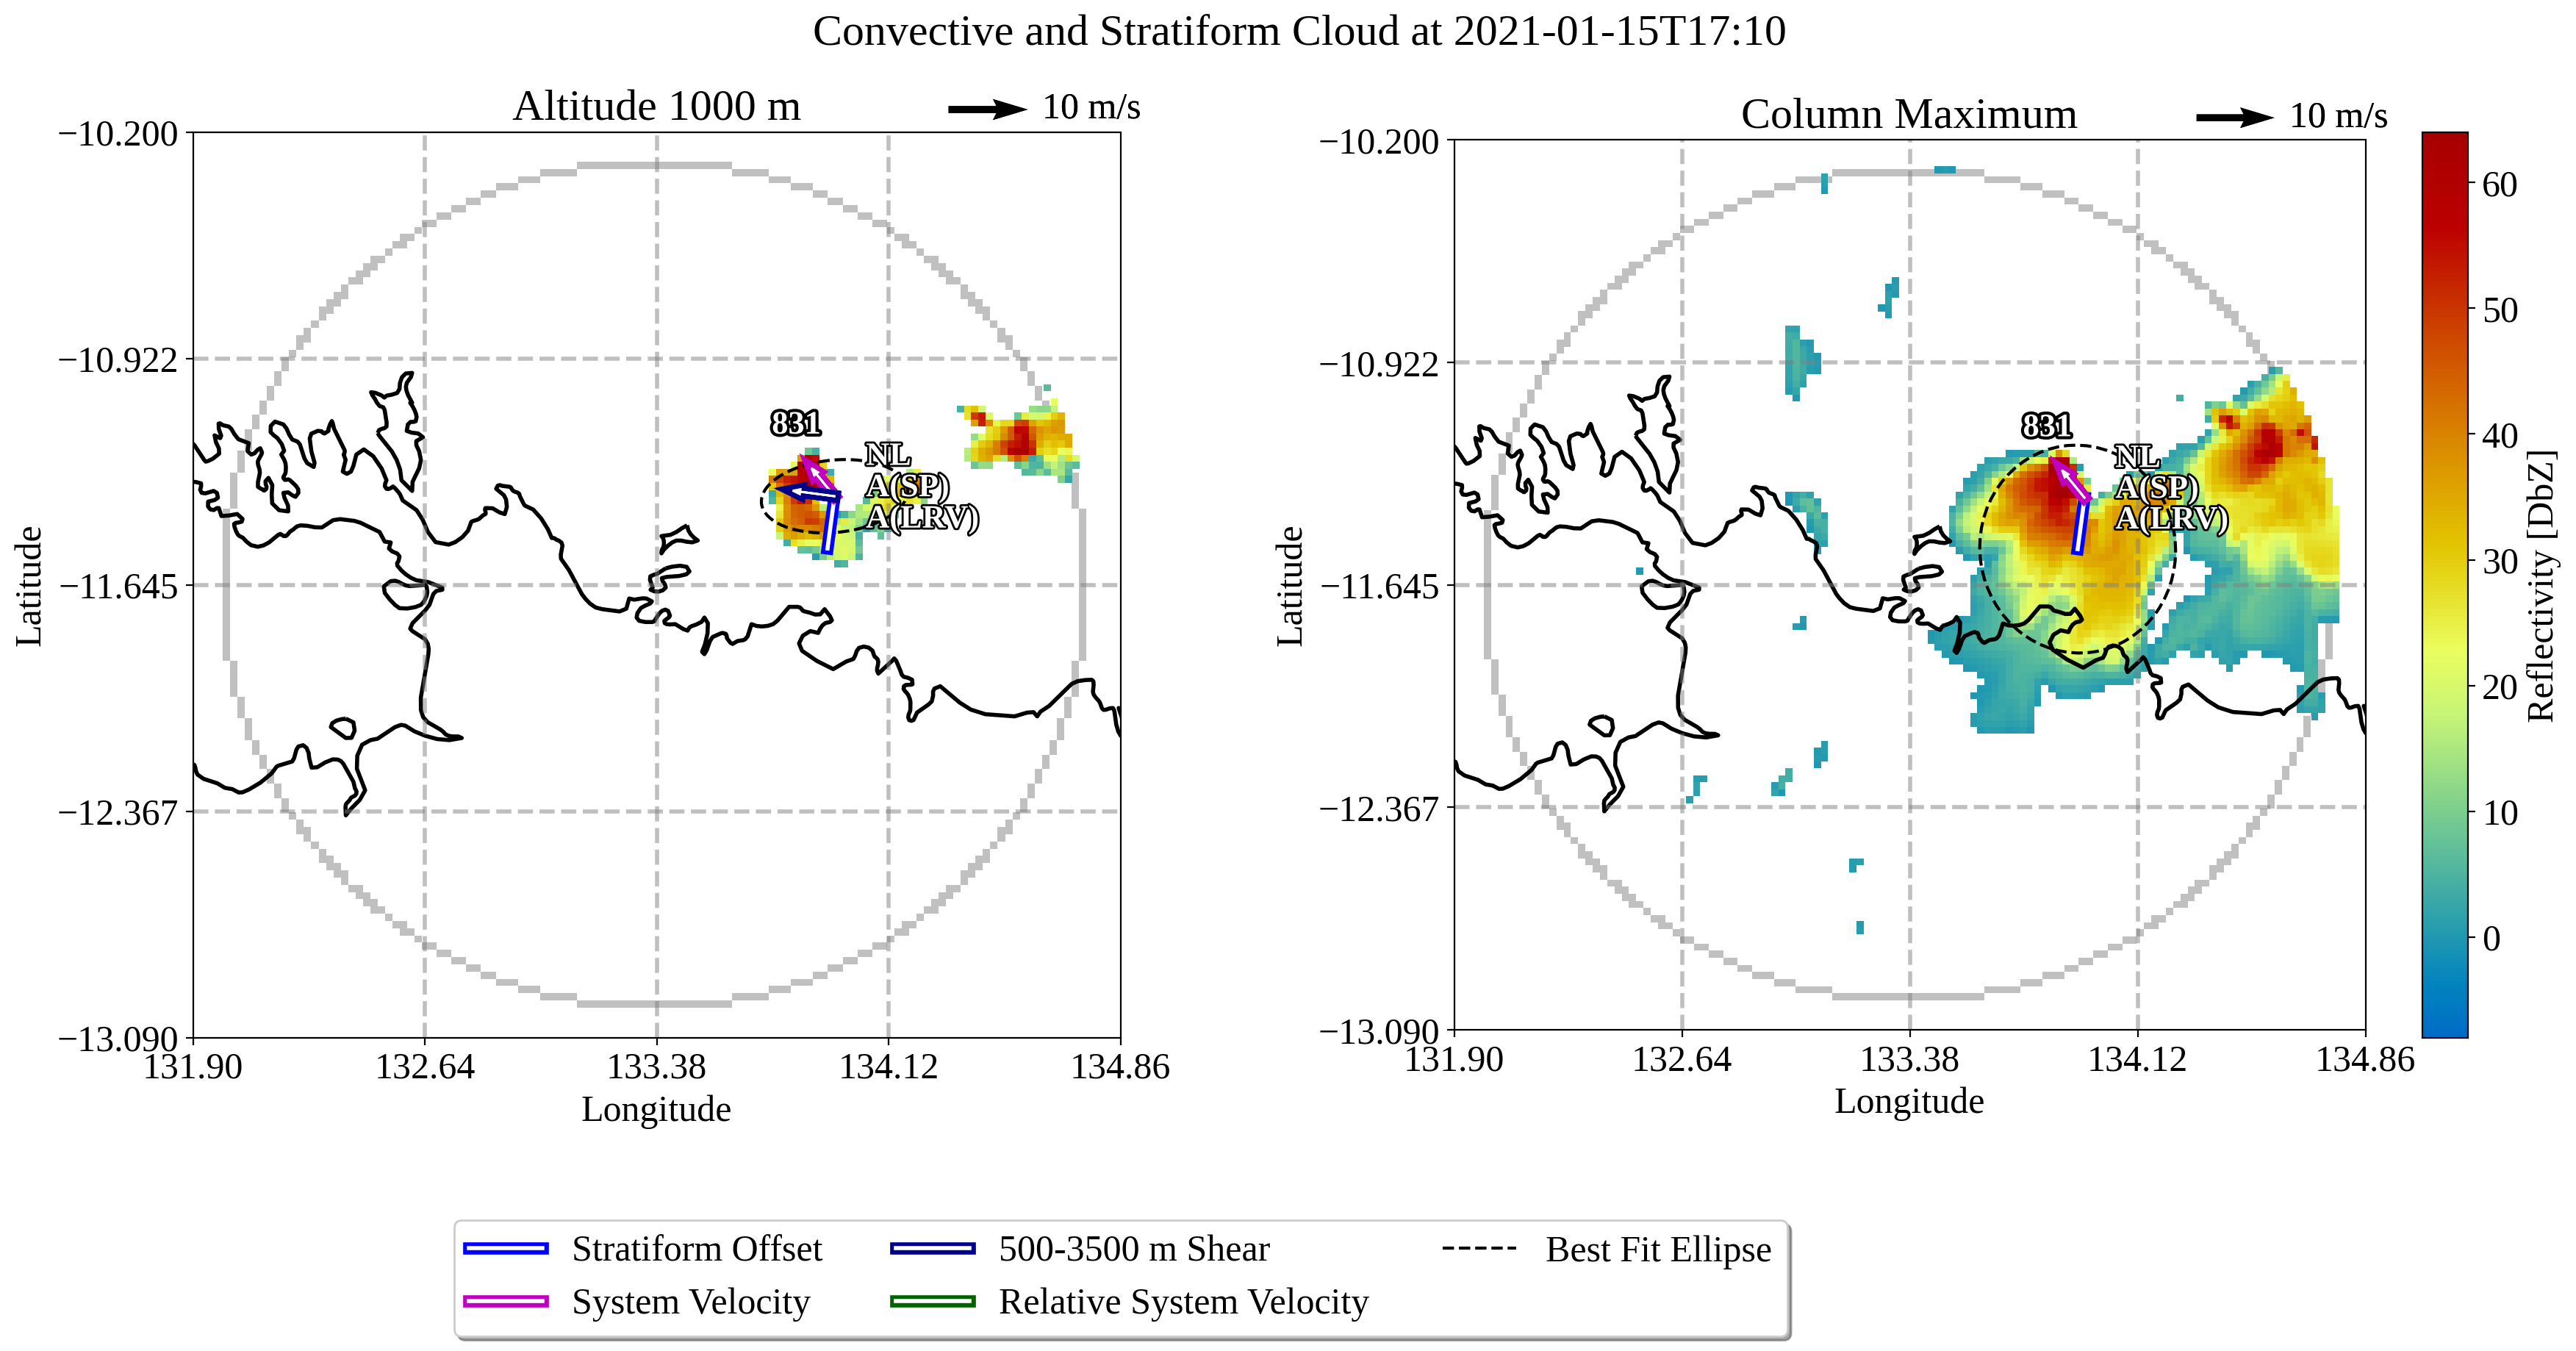 Convective and Stratiform Cloud at 2021-01-15T17:10
Altitude 1000 m
10 m/s
−10.200
−10.922
−11.645
−12.367
−13.090
131.90
132.64
133.38
134.12
134.86
Latitude
Longitude
831
NL
A(SP)
A(LRV)
Column Maximum
10 m/s
−10.200
−10.922
−11.645
−12.367
−13.090
131.90
132.64
133.38
134.12
134.86
Latitude
Longitude
831
NL
A(SP)
A(LRV)
60
50
40
30
20
10
0
Reflectivity [DbZ]
Stratiform Offset
System Velocity
500-3500 m Shear
Relative System Velocity
Best Fit Ellipse